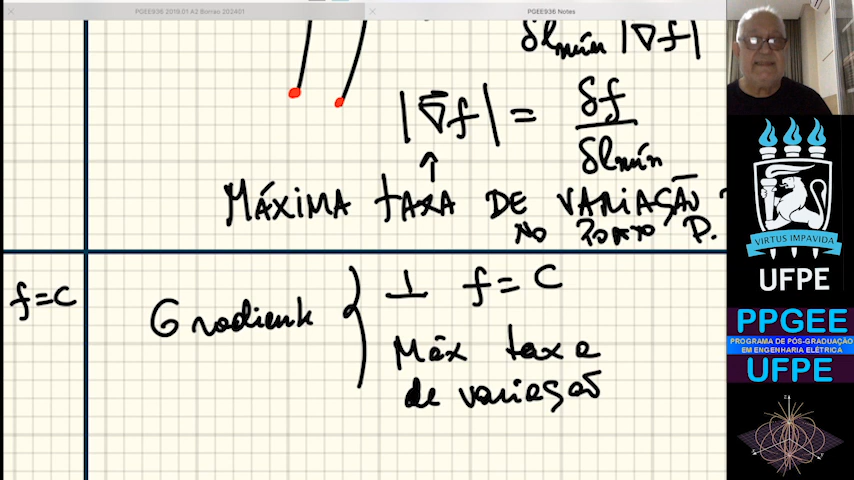 PGEE936 2019.01 A2 Borrao 202401
PGEE936 Notes
δlmín |∇f|
|∇f| = δf
δlmín
MÁXIMA TAXA DE VARIAÇÃO
NO PONTO P.
f=C
Gradiente { ⊥ f=C
Máx taxa
de variação
VIRTUS IMPAVIDA
UFPE
PPGEE
PROGRAMA DE PÓS-GRADUAÇÃO
EM ENGENHARIA ELÉTRICA
UFPE